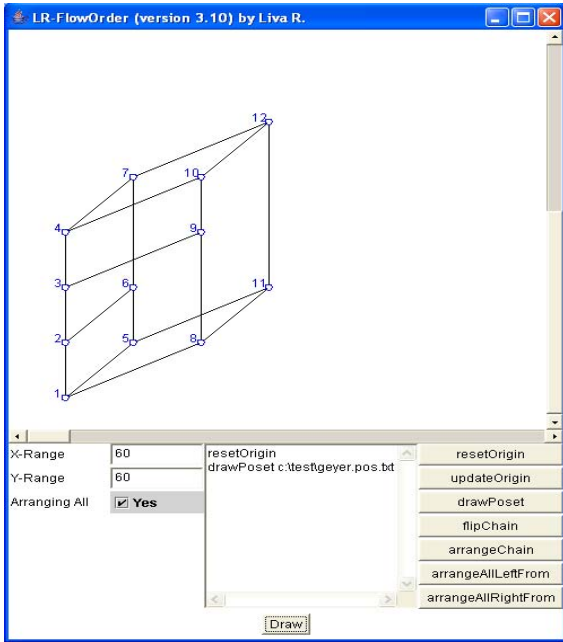 LR-FlowOrder (version 3.10) by Liva R.
12
7 10
4 9
3 6 11
2 5 8
1
X-Range 60
Y-Range 60
Arranging All Yes
resetOrigin
drawPoset c:\test\geyer.pos.txt
resetOrigin
updateOrigin
drawPoset
flipChain
arrangeChain
arrangeAllLeftFrom
arrangeAllRightFrom
Draw